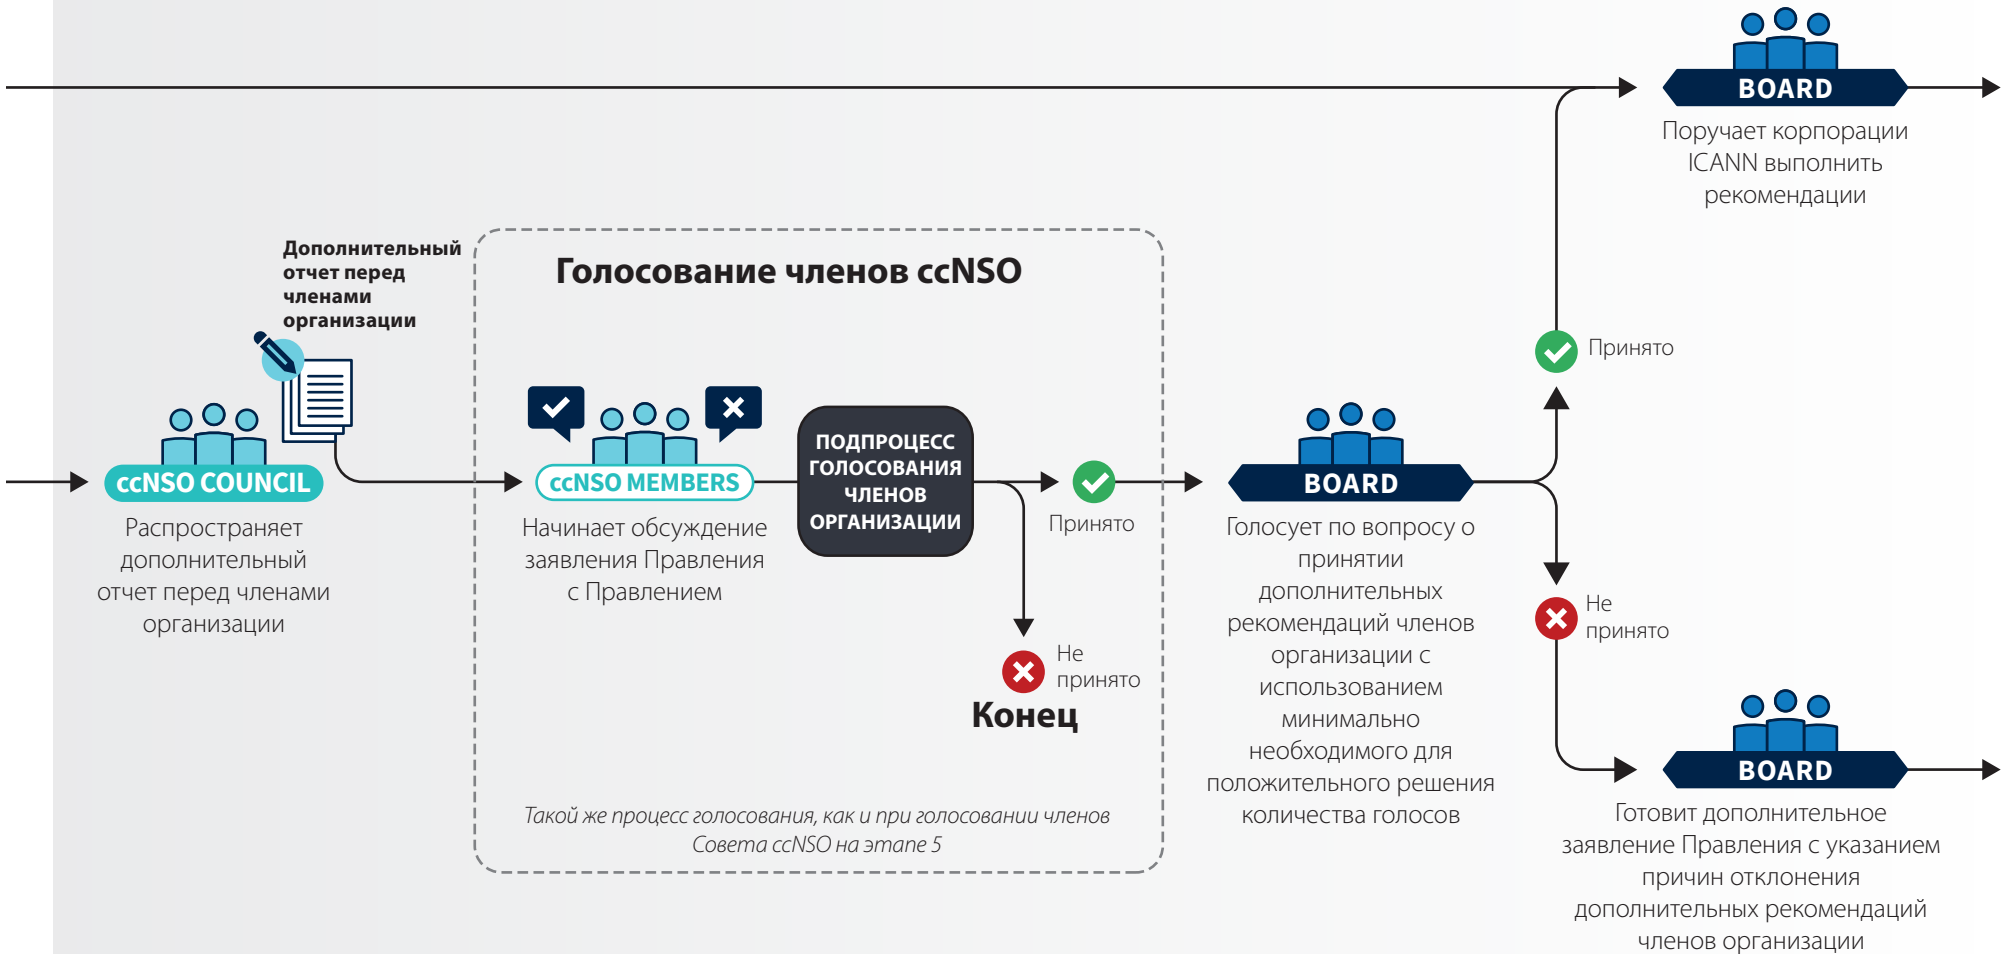 BOARD
Поручает корпорации
ICANN выполнить
рекомендации
Дополнительный
отчет перед
членами
организации
ccNSO COUNCIL
Распространяет
дополнительный
отчет перед членами
организации
Голосование членов ccNSO
ccNSO MEMBERS
Начинает обсуждение
заявления Правления
с Правлением
ПОДПРОЦЕСС
ГОЛОСОВАНИЯ
ЧЛЕНОВ
ОРГАНИЗАЦИИ
Принято
Не
принято
Конец
Такой же процесс голосования, как и при голосовании членов
Совета ccNSO на этапе 5
BOARD
Голосует по вопросу о
принятии
дополнительных
рекомендаций членов
организации с
использованием
минимально
необходимого для
положительного решения
количества голосов
Принято
Не
принято
BOARD
Готовит дополнительное
заявление Правления с указанием
причин отклонения
дополнительных рекомендаций
членов организации